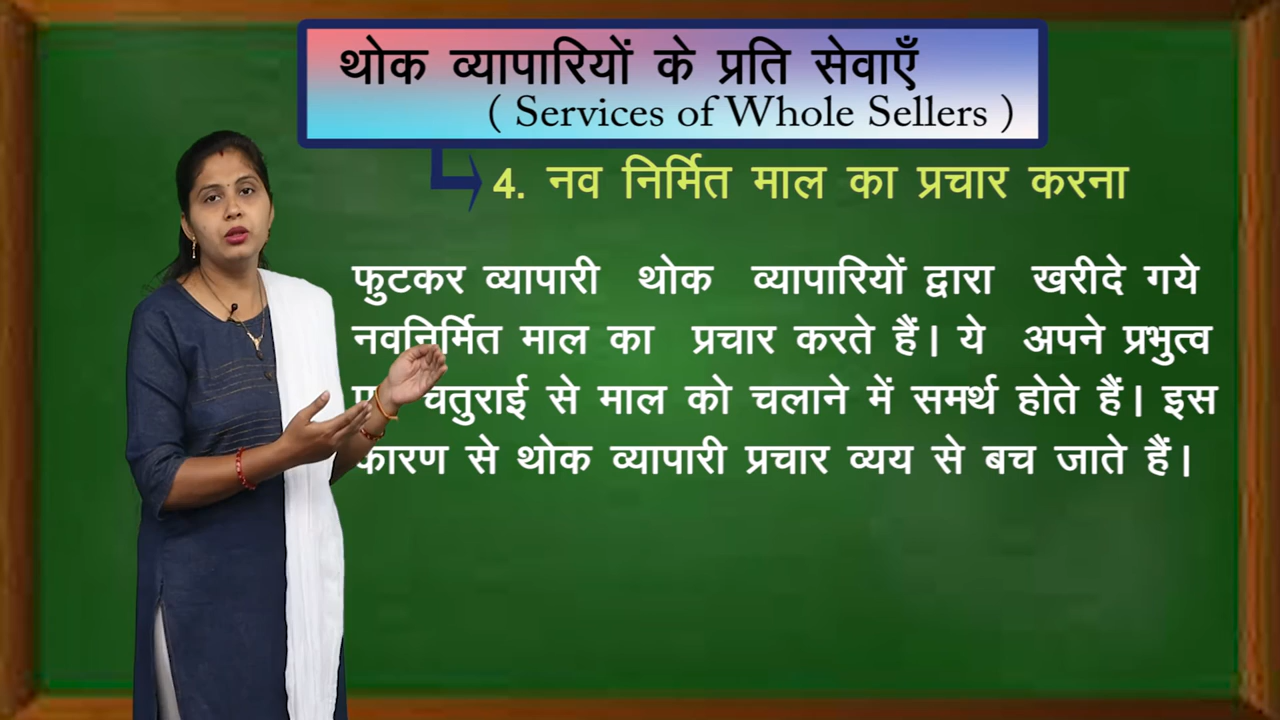 थोक व्यापारियों के प्रति सेवाएँ
( Services of Whole Sellers )
4. नव निर्मित माल का प्रचार करना
फुटकर व्यापारी थोक व्यापारियों द्वारा खरीदे गये
नवनिर्मित माल का प्रचार करते हैं। ये अपने प्रभुत्व
चतुराई से माल को चलाने में समर्थ होते हैं। इस
कारण से थोक व्यापारी प्रचार व्यय से बच जाते हैं।